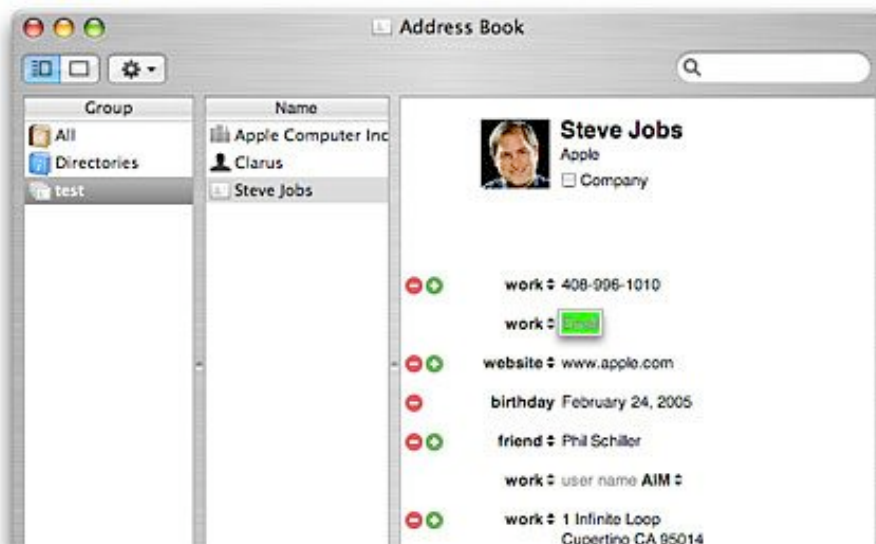 Address Book
Group
Name
All
Directories
test
Apple Computer Inc
Clarus
Steve Jobs
Steve Jobs
Apple
Company
work 408-996-1010
work
website www.apple.com
birthday February 24, 2005
friend Phil Schiller
work user name AIM
work 1 Infinite Loop
Cupertino CA 95014